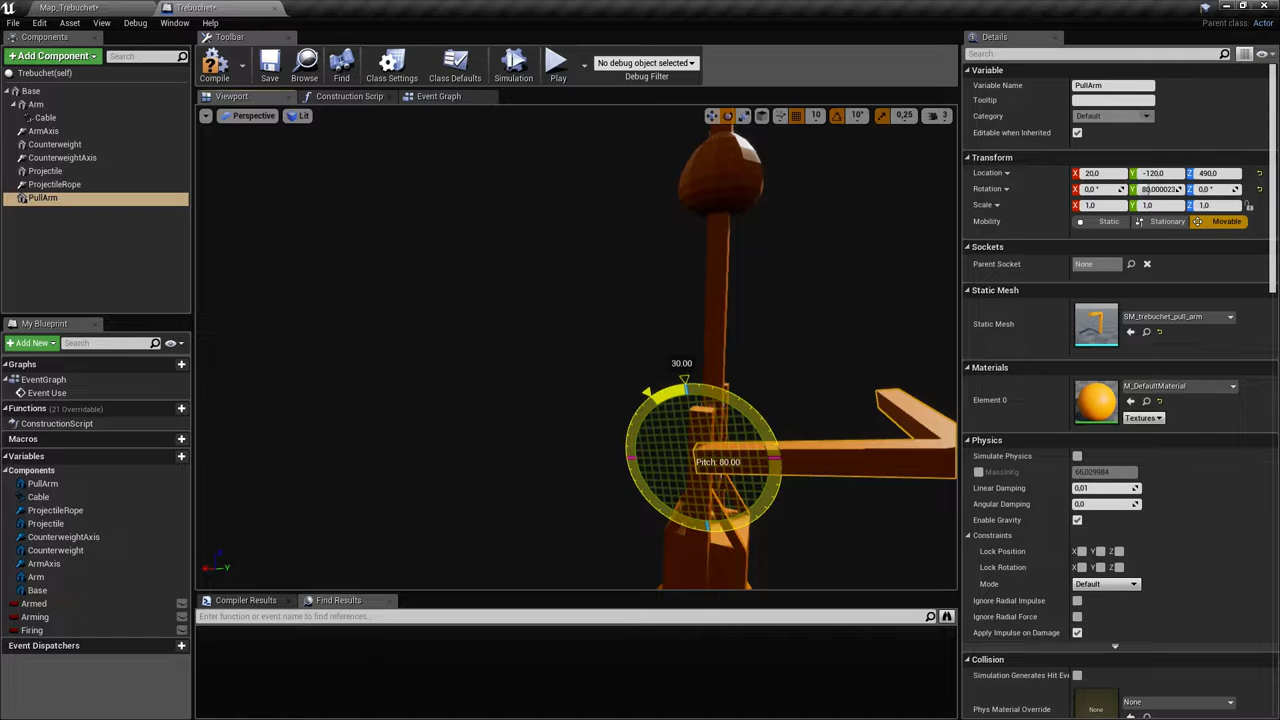 Map_Trebuchet*
Trebuchet*
File Edit Asset View Debug Window Help
Parent class: Actor
Components
Toolbar
Details
Add Component
Search
Trebuchet(self)
Base
Arm
Cable
ArmAxis
Counterweight
CounterweightAxis
Projectile
ProjectileRope
PullArm
Compile
Save
Browse
Find
Class Settings
Class Defaults
Simulation
Play
No debug object selected
Debug Filter
Viewport
Construction Scrip
Event Graph
Perspective
Lit
10
10°
0,25
3
30.00
Pitch: 80.00
Z
X
Y
My Blueprint
Add New
Search
Graphs
EventGraph
Event Use
Functions (21 Overridable)
ConstructionScript
Macros
Variables
Components
PullArm
Cable
ProjectileRope
Projectile
CounterweightAxis
Counterweight
ArmAxis
Arm
Base
Armed
Arming
Firing
Event Dispatchers
Compiler Results
Find Results
Enter function or event name to find references...
Search
Variable
Variable Name PullArm
Tooltip
Category Default
Editable when Inherited
Transform
Location X 20,0 Y -120,0 Z 490,0
Rotation X 0,0 ° Y 80,000023 Z 0,0 °
Scale X 1,0 Y 1,0 Z 1,0
Mobility Static Stationary Movable
Sockets
Parent Socket None
Static Mesh
Static Mesh SM_trebuchet_pull_arm
Materials
Element 0 M_DefaultMaterial
Textures
Physics
Simulate Physics
MassInKg 66,029984
Linear Damping 0,01
Angular Damping 0,0
Enable Gravity
Constraints
Lock Position X Y Z
Lock Rotation X Y Z
Mode Default
Ignore Radial Impulse
Ignore Radial Force
Apply Impulse on Damage
Collision
Simulation Generates Hit Eve
Phys Material Override None
None